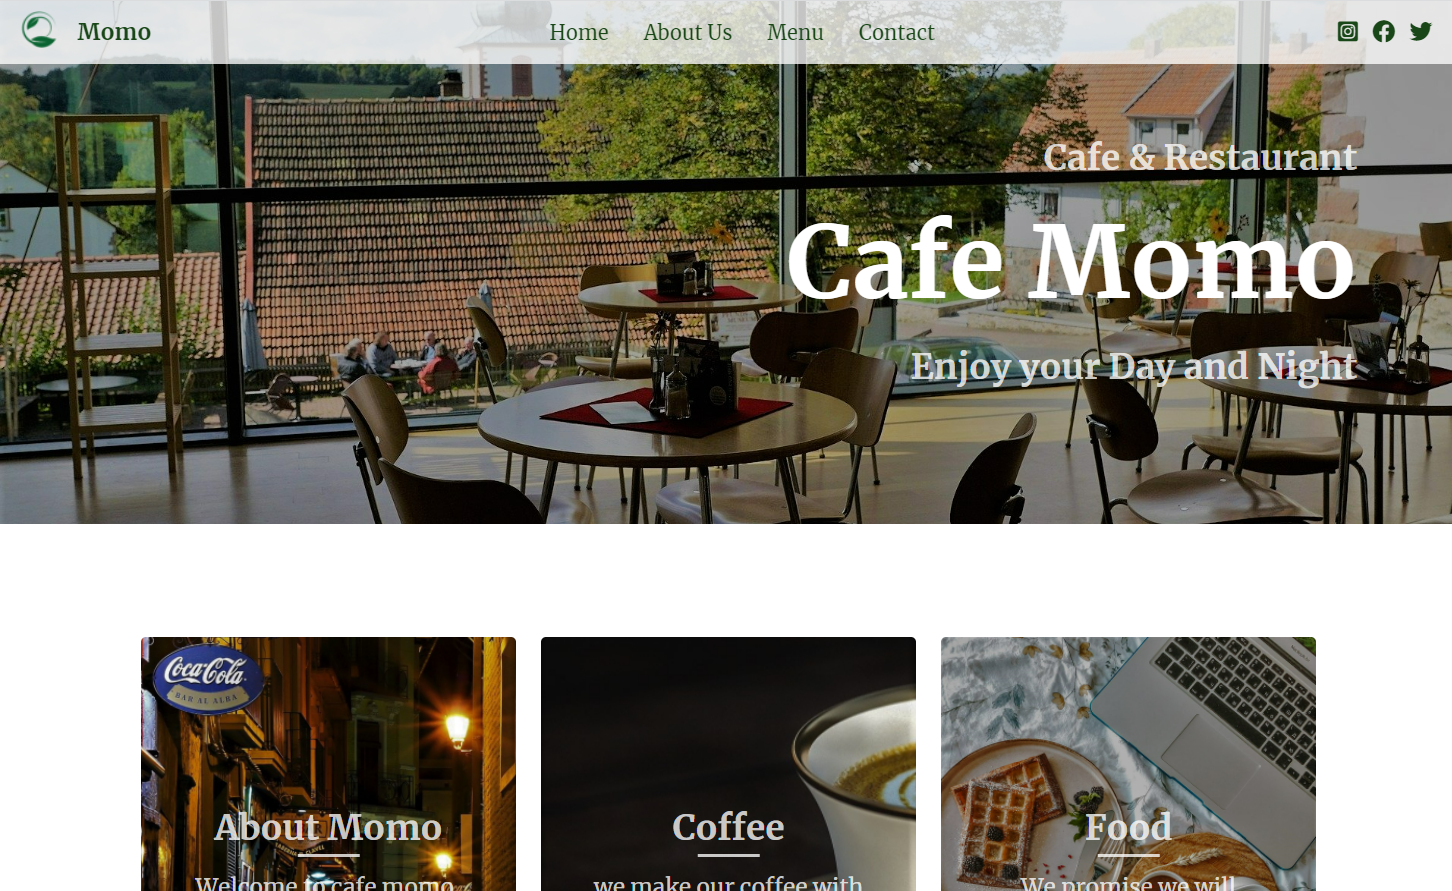 Momo
Home About Us Menu Contact
Cafe & Restaurant
Cafe Momo
Enjoy your Day and Night
Coca-Cola
BAR AL ALBA
About Momo
Welcome to cafe momo
Coffee
we make our coffee with
Food
We promise we will